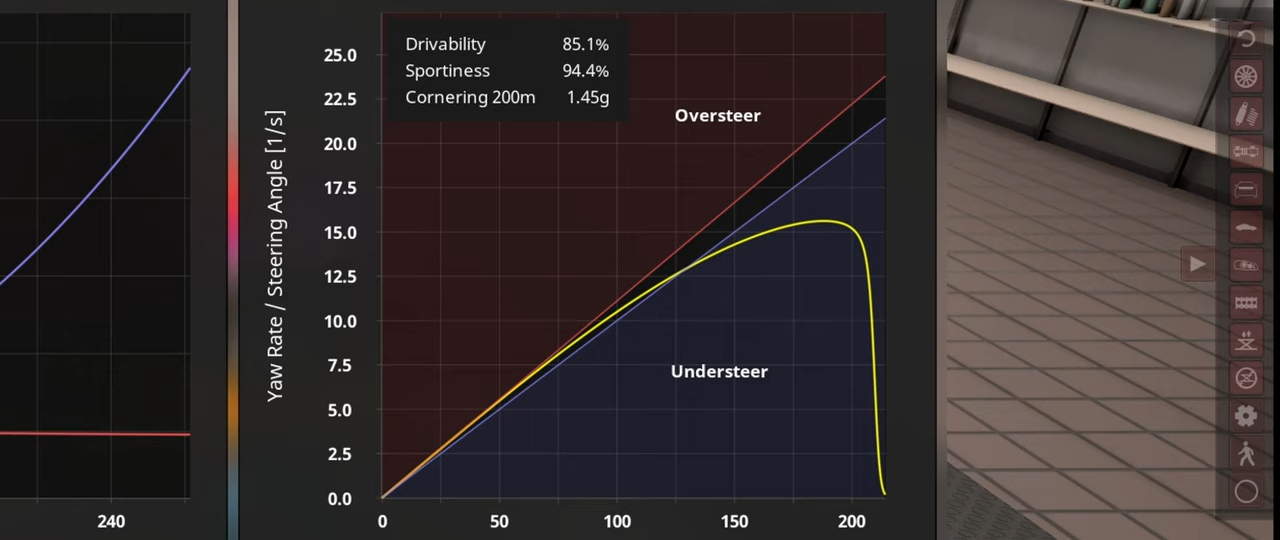 Drivability 85.1%
Sportiness 94.4%
Cornering 200m 1.45g
Oversteer
Understeer
Yaw Rate / Steering Angle [1/s]
25.0
22.5
20.0
17.5
15.0
12.5
10.0
7.5
5.0
2.5
0.0
240
0 50 100 150 200